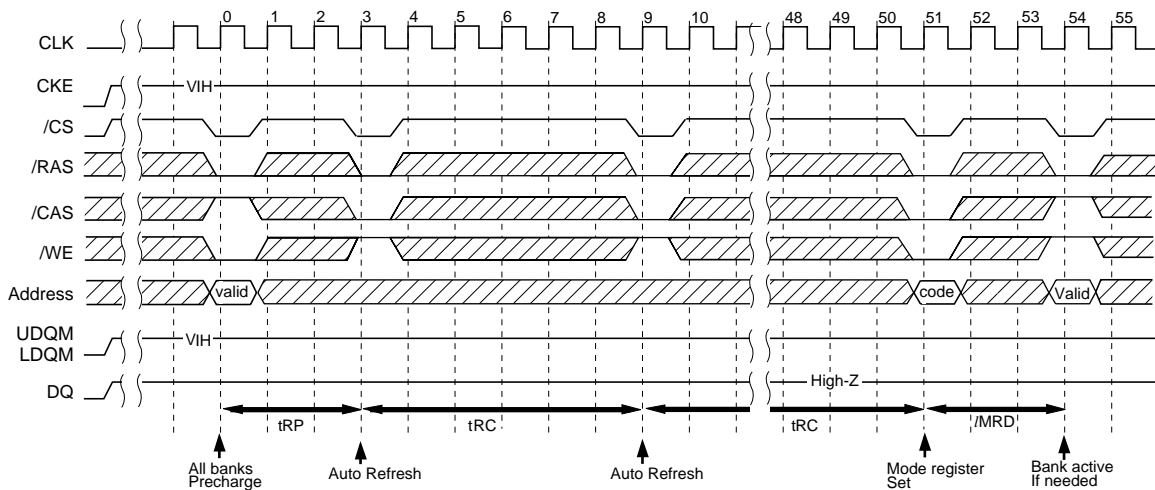 0 1 2 3 4 5 6 7 8 9 10 48 49 50 51 52 53 54 55
CLK
CKE VIH
/CS
/RAS
/CAS
/WE
Address valid code Valid
UDQM
LDQM VIH
DQ High-Z
tRP tRC tRC lMRD
All banks
Precharge
Auto Refresh
Auto Refresh
Mode register
Set
Bank active
If needed